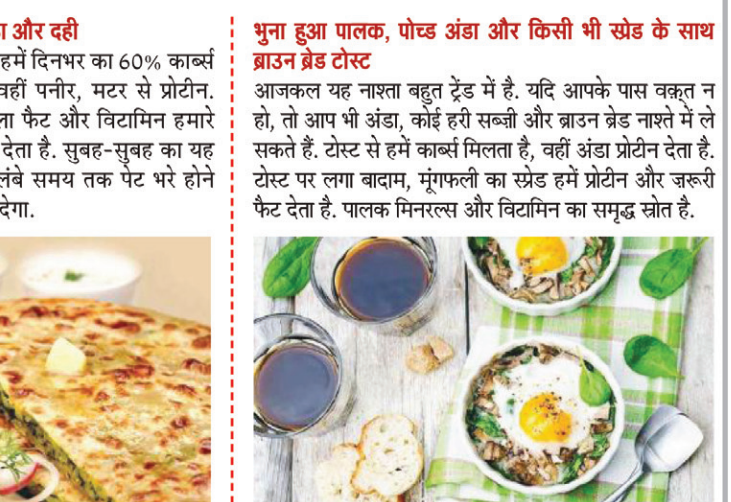 और दही
हमें दिनभर का 60% कार्ब्स
वहीं पनीर, मटर से प्रोटीन.
फैट और विटामिन हमारे
देता है. सुबह-सुबह का यह
लंबे समय तक पेट भरे होने
देगा.
भुना हुआ पालक, पोच्ड अंडा और किसी भी स्प्रेड के साथ
ब्राउन ब्रेड टोस्ट
आजकल यह नाश्ता बहुत ट्रेंड में है. यदि आपके पास वक़्त न
हो, तो आप भी अंडा, कोई हरी सब्ज़ी और ब्राउन ब्रेड नाश्ते में ले
सकते हैं. टोस्ट से हमें कार्ब्स मिलता है, वहीं अंडा प्रोटीन देता है.
टोस्ट पर लगा बादाम, मूंगफली का स्प्रेड हमें प्रोटीन और ज़रूरी
फैट देता है. पालक मिनरल्स और विटामिन का समृद्ध स्रोत है.